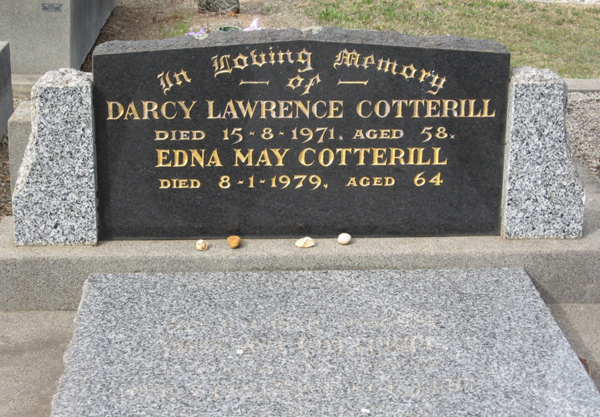 In Loving Memory
of
DARCY LAWRENCE COTTERILL
DIED 15-8-1971. AGED 58.
EDNA MAY COTTERILL
DIED 8-1-1979. AGED 64
COTTERILL